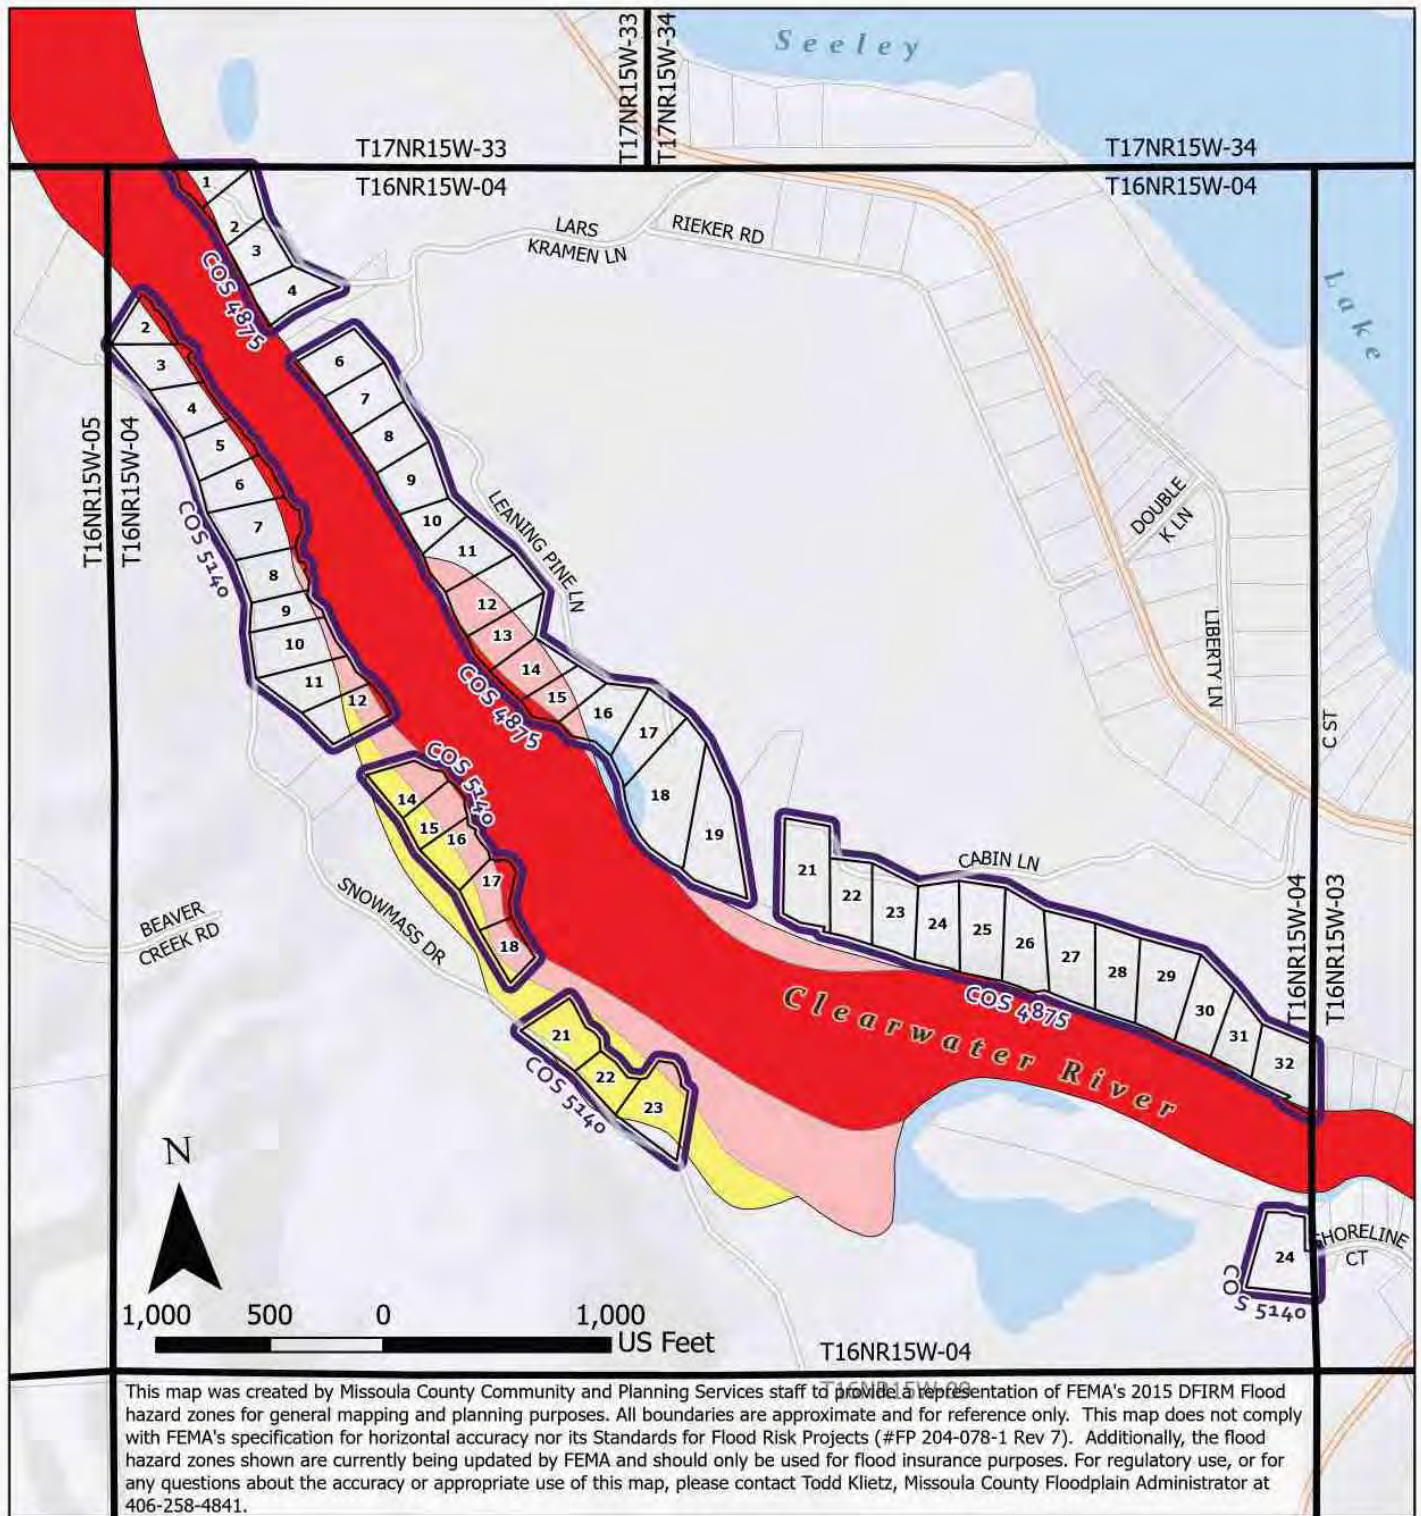 Seeley
T17NR15W-33
T17NR15W-34
T17NR15W-33
T17NR15W-34
T16NR15W-04
T16NR15W-04
1
2
3
4
COS 4875
LARS
KRAMEN LN
RIEKER RD
Lake
2
3
4
5
6
7
8
9
10
11
12
COS 5140
T16NR15W-05
T16NR15W-04
6
7
8
9
10
11
12
13
14
15
16
17
18
19
COS 4875
LEANING PINE LN
DOUBLE
K LN
LIBERTY LN
C ST
COS 5140
14
15
16
17
18
SNOWMASS DR
BEAVER
CREEK RD
21
22
23
24
25
26
27
28
29
30
31
32
CABIN LN
COS 4875
T16NR15W-04
T16NR15W-03
Clearwater River
21
22
23
COS 5140
24
SHORELINE
CT
COS 5140
N
1,000 500 0 1,000
US Feet
T16NR15W-04
T16NR15W-09
This map was created by Missoula County Community and Planning Services staff to provide a representation of FEMA's 2015 DFIRM Flood
hazard zones for general mapping and planning purposes. All boundaries are approximate and for reference only. This map does not comply
with FEMA's specification for horizontal accuracy nor its Standards for Flood Risk Projects (#FP 204-078-1 Rev 7). Additionally, the flood
hazard zones shown are currently being updated by FEMA and should only be used for flood insurance purposes. For regulatory use, or for
any questions about the accuracy or appropriate use of this map, please contact Todd Klietz, Missoula County Floodplain Administrator at
406-258-4841.